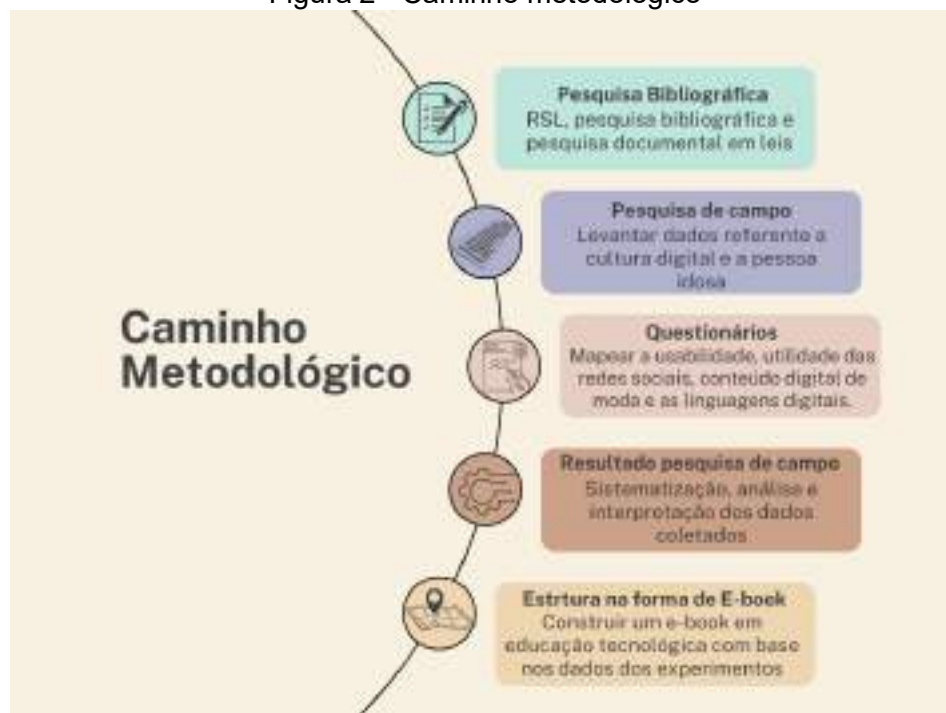 Figura 2 - Caminho metodológico
Caminho
Metodológico
Pesquisa Bibliográfica
RSL, pesquisa bibliográfica e
pesquisa documental em leis
Pesquisa de campo
Levantar dados referente a
cultura digital e a pessoa
idosa
Questionários
Mapear a usabilidade, utilidade das
redes sociais, conteúdo digital de
moda e as linguagens digitais.
Resultado pesquisa de campo
Sistematização, análise e
interpretação dos dados
coletados
Estrtura na forma de E-book
Construir um e-book em
educação tecnológica com base
nos dados dos experimentos